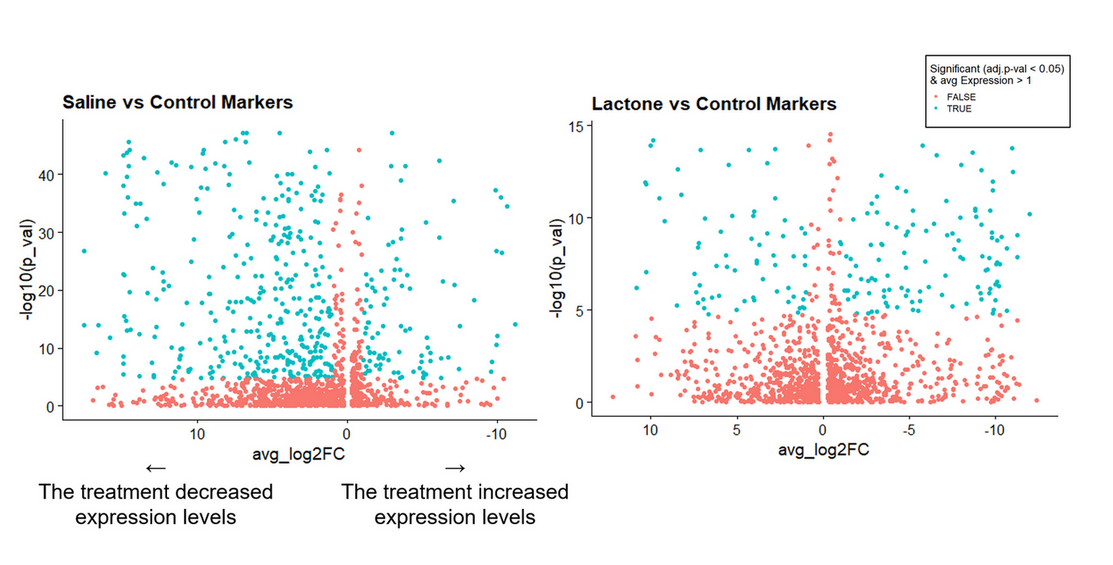 Significant (adj.p-val < 0.05)
& avg Expression > 1
FALSE
TRUE
Saline vs Control Markers
-log10(p_val)
40
30
20
10
0
10
0
-10
avg_log2FC
←
→
The treatment decreased
expression levels
The treatment increased
expression levels
Lactone vs Control Markers
-log10(p_val)
15
10
5
0
10
5
0
-5
-10
avg_log2FC